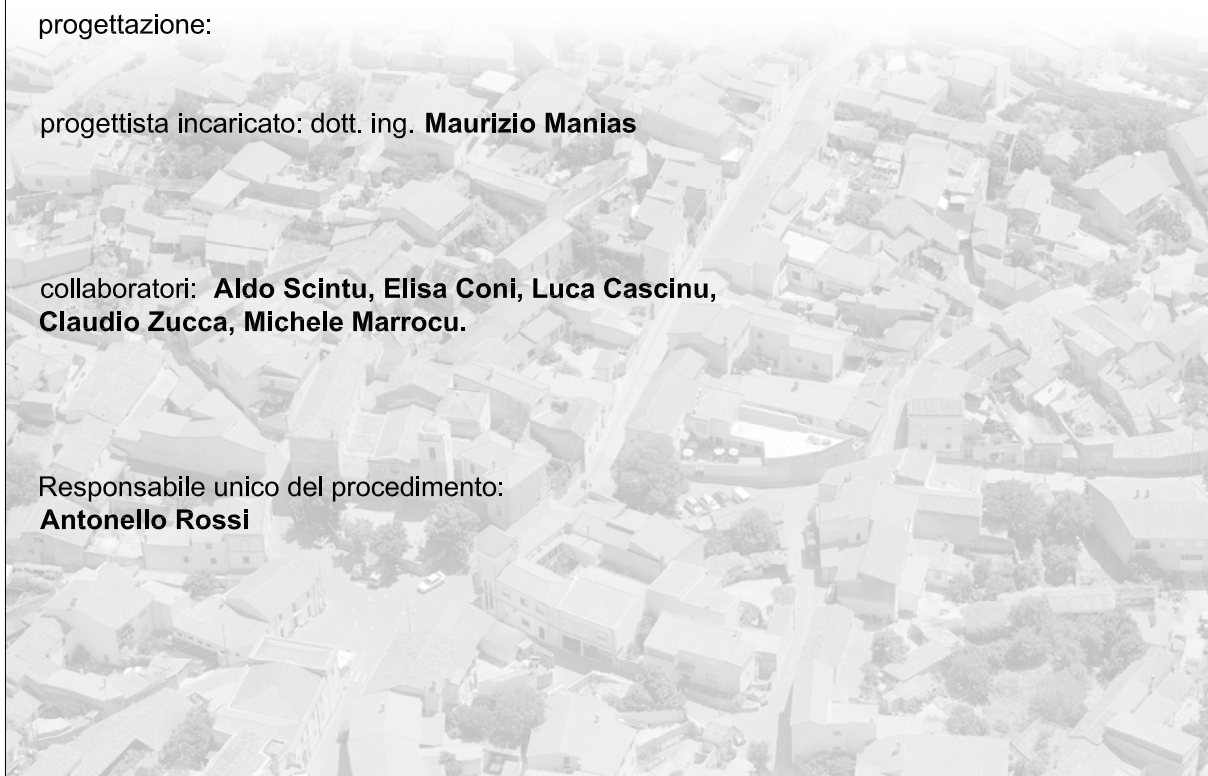 progettazione:
progettista incaricato: dott. ing. Maurizio Manias
collaboratori: Aldo Scintu, Elisa Coni, Luca Cascinu,
Claudio Zucca, Michele Marrocu.
Responsabile unico del procedimento:
Antonello Rossi